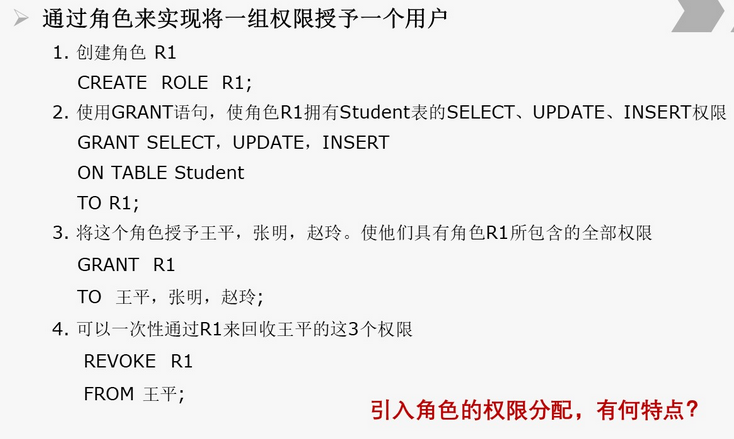 通过角色来实现将一组权限授予一个用户
1. 创建角色 R1
CREATE ROLE R1;
2. 使用GRANT语句，使角色R1拥有Student表的SELECT、UPDATE、INSERT权限
GRANT SELECT，UPDATE，INSERT
ON TABLE Student
TO R1;
3. 将这个角色授予王平，张明，赵玲。使他们具有角色R1所包含的全部权限
GRANT R1
TO 王平，张明，赵玲;
4. 可以一次性通过R1来回收王平的这3个权限
REVOKE R1
FROM 王平;
引入角色的权限分配，有何特点?